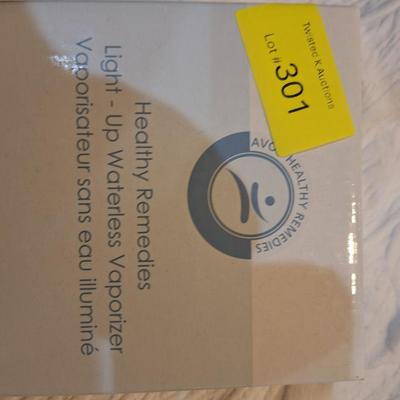 Twisted K Auctions
Lot # 301
AVON HEALTHY REMEDIES
Healthy Remedies
Light - Up Waterless Vaporizer
Vaporisateur sans eau illuminé